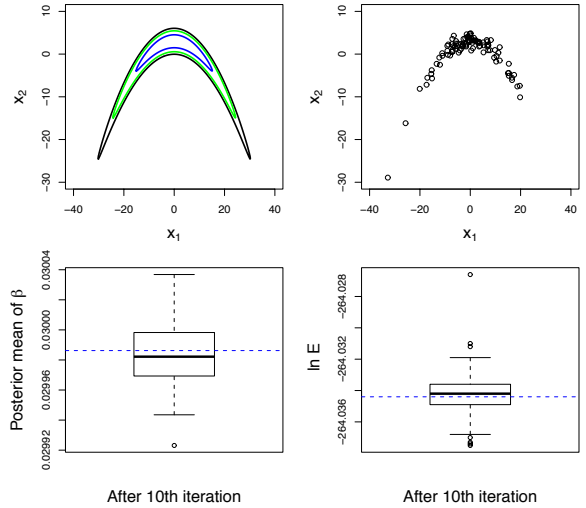 10
0
−10
−20
−30
x2
−40 −20 0 20 40
x1
10
0
−10
−20
−30
x2
−40 −20 0 20 40
x1
0.03004
0.03000
0.02996
0.02992
Posterior mean of β
After 10th iteration
−264.028
−264.032
−264.036
ln E
After 10th iteration